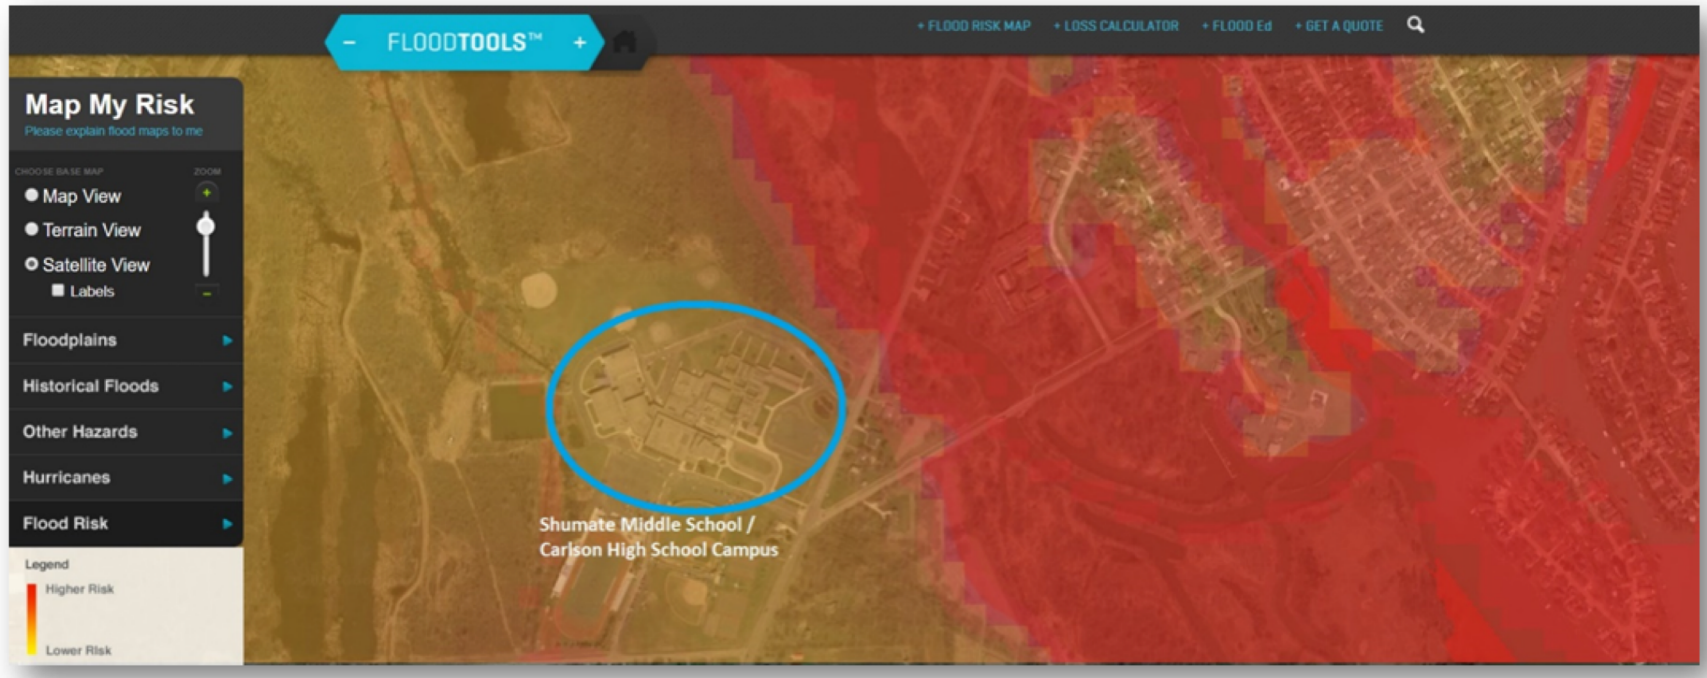 − FLOODTOOLS™ +
+ FLOOD RISK MAP + LOSS CALCULATOR + FLOOD Ed + GET A QUOTE
Map My Risk
Please explain flood maps to me
CHOOSE BASE MAP ZOOM
Map View +
Terrain View
Satellite View
Labels −
Floodplains
Historical Floods
Other Hazards
Hurricanes
Flood Risk
Legend
Higher Risk
Lower Risk
Shumate Middle School /
Carlson High School Campus